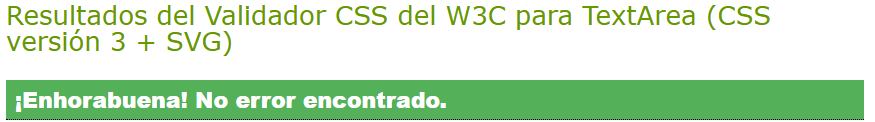 Resultados del Validador CSS del W3C para TextArea (CSS
versión 3 + SVG)
¡Enhorabuena! No error encontrado.